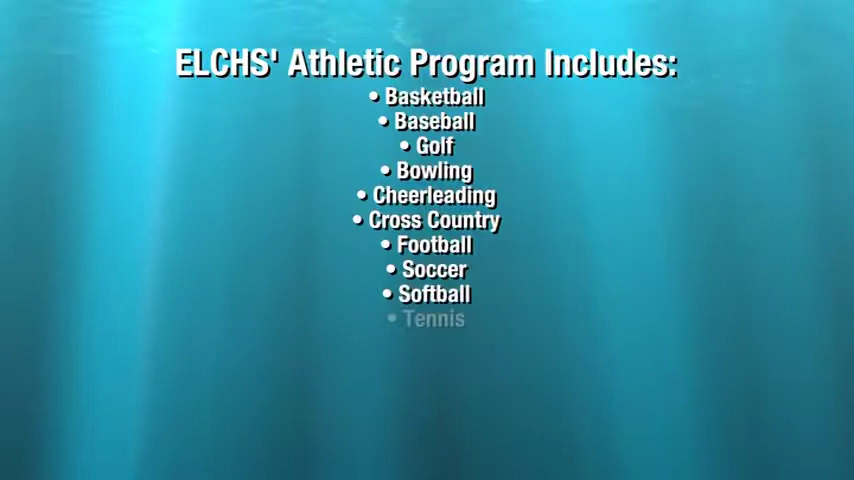 ELCHS' Athletic Program Includes:
• Basketball
• Baseball
• Golf
• Bowling
• Cheerleading
• Cross Country
• Football
• Soccer
• Softball
• Tennis